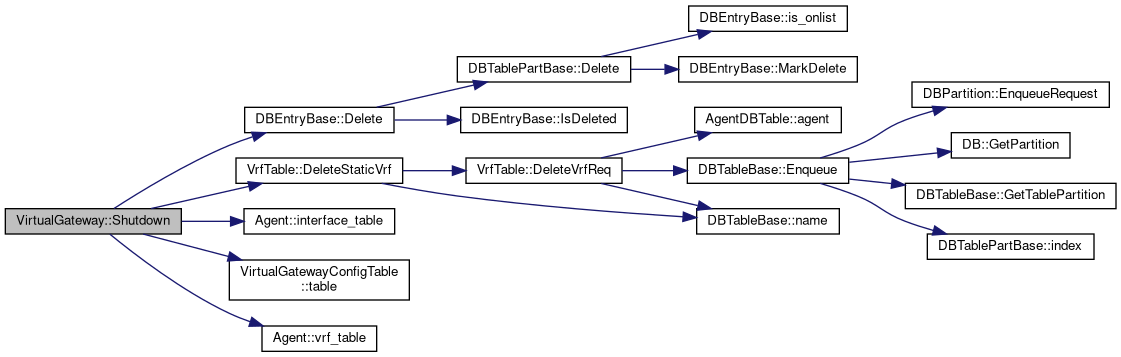 DBEntryBase::is_onlist
DBTablePartBase::Delete
DBEntryBase::MarkDelete
DBPartition::EnqueueRequest
DBEntryBase::Delete
DBEntryBase::IsDeleted
AgentDBTable::agent
DB::GetPartition
VrfTable::DeleteStaticVrf
VrfTable::DeleteVrfReq
DBTableBase::Enqueue
DBTableBase::GetTablePartition
VirtualGateway::Shutdown
Agent::interface_table
DBTableBase::name
DBTablePartBase::index
VirtualGatewayConfigTable
::table
Agent::vrf_table